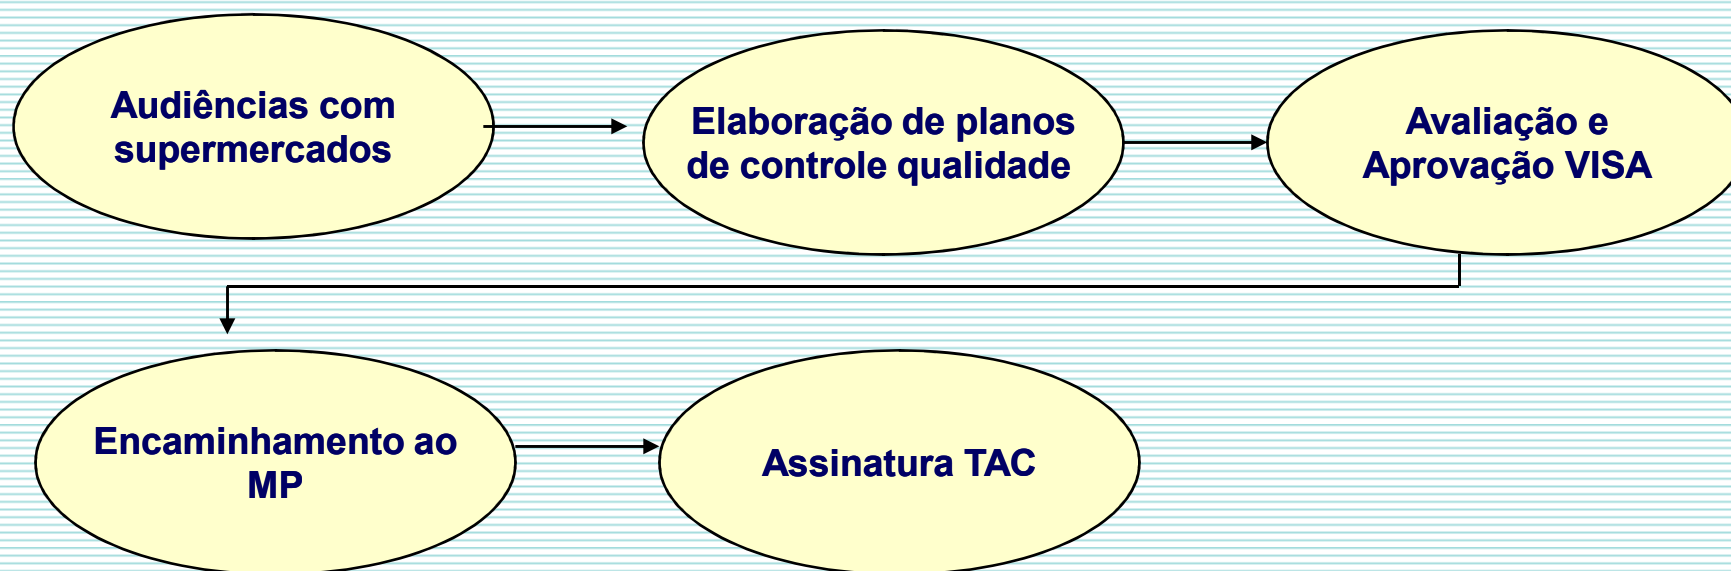 Audiências com
supermercados
Elaboração de planos
de controle qualidade
Avaliação e
Aprovação VISA
Encaminhamento ao
MP
Assinatura TAC